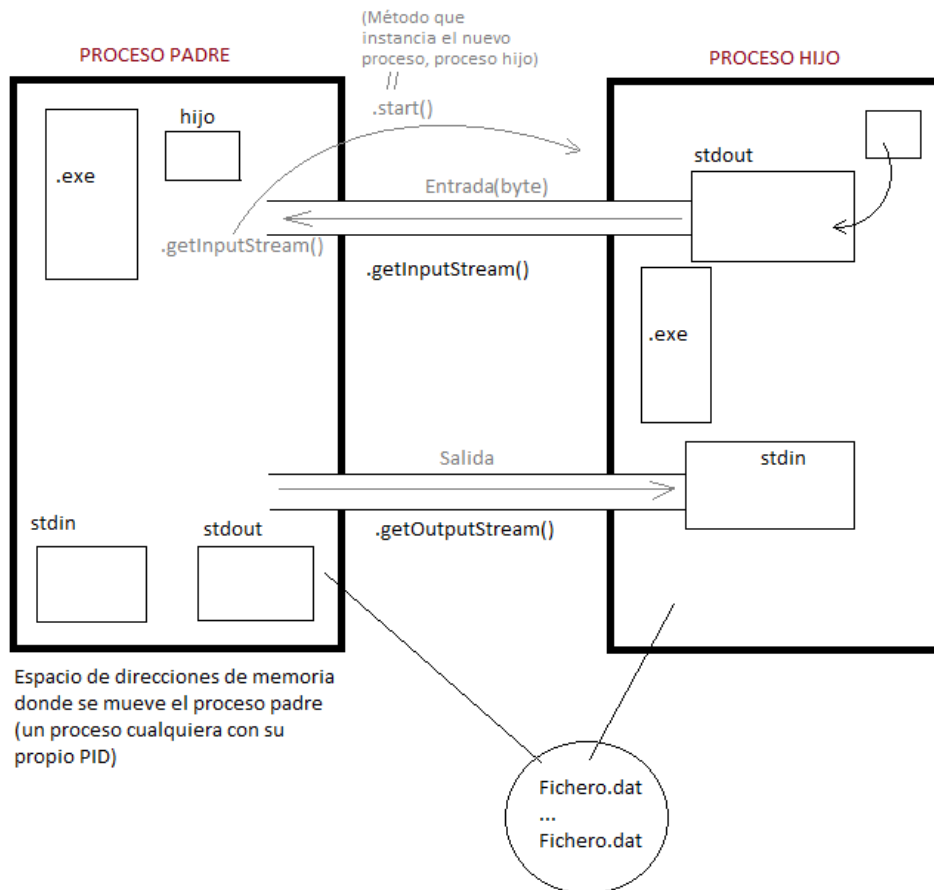 (Método que
instancia el nuevo
proceso, proceso hijo)
//
.start()
PROCESO PADRE
PROCESO HIJO
hijo
.exe
.getInputStream()
Entrada(byte)
.getInputStream()
stdout
.exe
Salida
.getOutputStream()
stdin
stdin
stdout
Espacio de direcciones de memoria
donde se mueve el proceso padre
(un proceso cualquiera con su
propio PID)
Fichero.dat
...
Fichero.dat